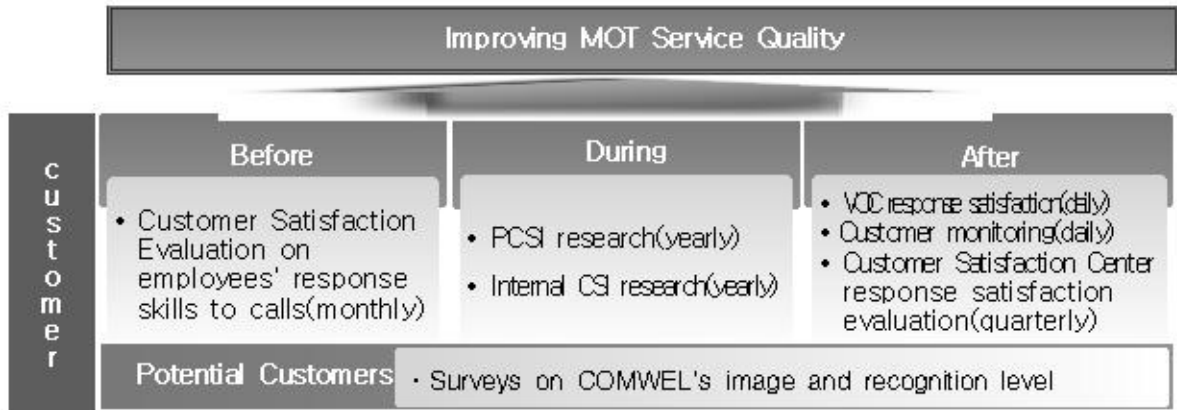 Improving MOT Service Quality
customer
Before
• Customer Satisfaction
Evaluation on
employees' response
skills to calls(monthly)
During
• PCSI research(yearly)
• Internal CSI research(yearly)
After
• VOC response satisfaction(daily)
• Customer monitoring(daily)
• Customer Satisfaction Center
response satisfaction
evaluation(quarterly)
Potential Customers
· Surveys on COMWEL's image and recognition level